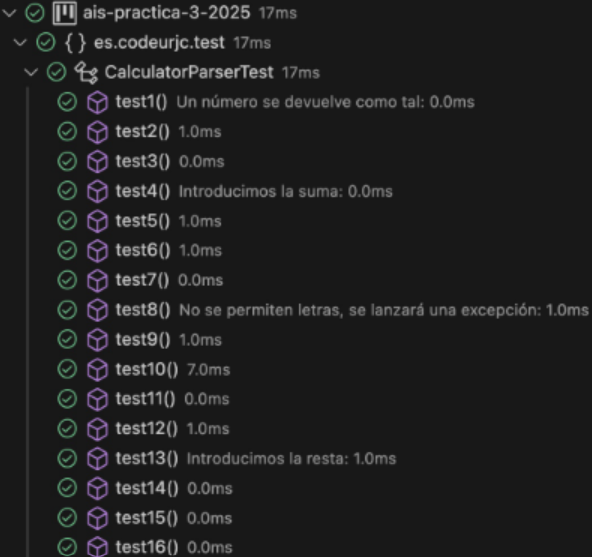 ais-practica-3-2025 17ms
{} es.codeurjc.test 17ms
CalculatorParserTest 17ms
test1() Un número se devuelve como tal: 0.0ms
test2() 1.0ms
test3() 0.0ms
test4() Introducimos la suma: 0.0ms
test5() 1.0ms
test6() 1.0ms
test7() 0.0ms
test8() No se permiten letras, se lanzará una excepción: 1.0ms
test9() 1.0ms
test10() 7.0ms
test11() 0.0ms
test12() 1.0ms
test13() Introducimos la resta: 1.0ms
test14() 0.0ms
test15() 0.0ms
test16() 0.0ms